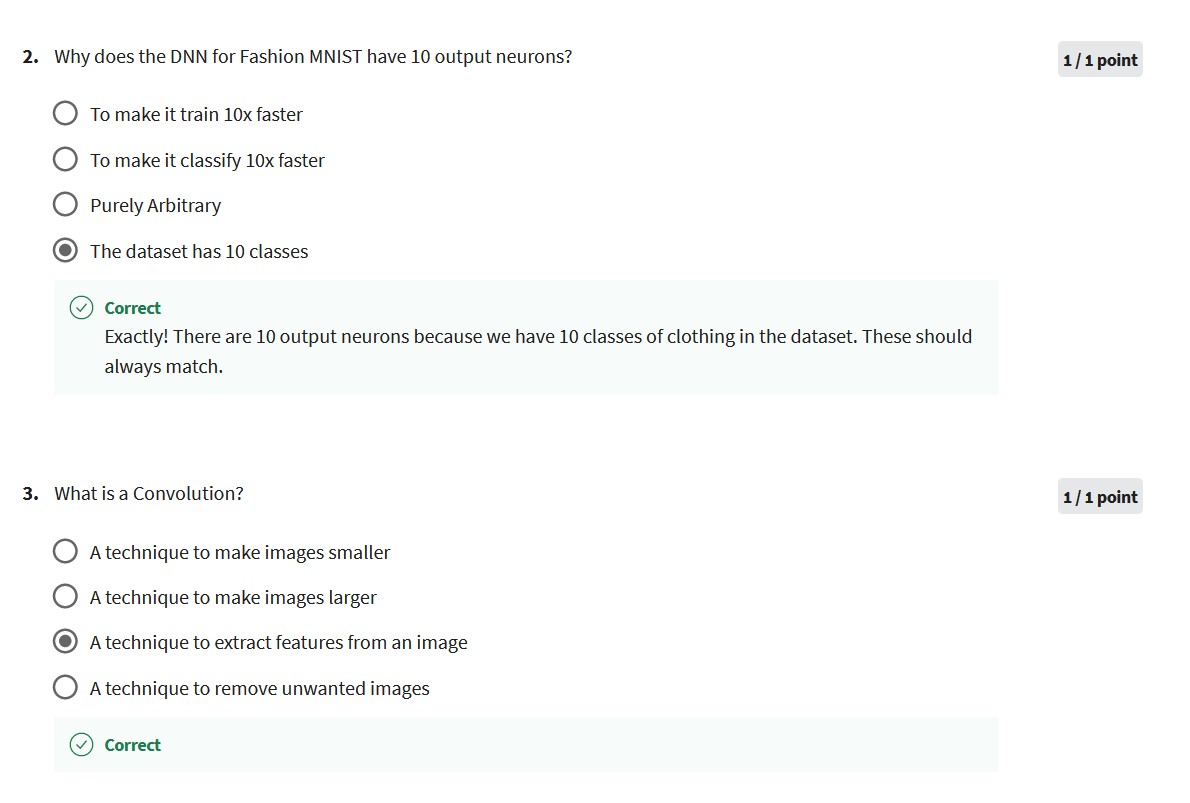 2. Why does the DNN for Fashion MNIST have 10 output neurons?
1 / 1 point
To make it train 10x faster
To make it classify 10x faster
Purely Arbitrary
The dataset has 10 classes
Correct
Exactly! There are 10 output neurons because we have 10 classes of clothing in the dataset. These should
always match.
3. What is a Convolution?
1 / 1 point
A technique to make images smaller
A technique to make images larger
A technique to extract features from an image
A technique to remove unwanted images
Correct